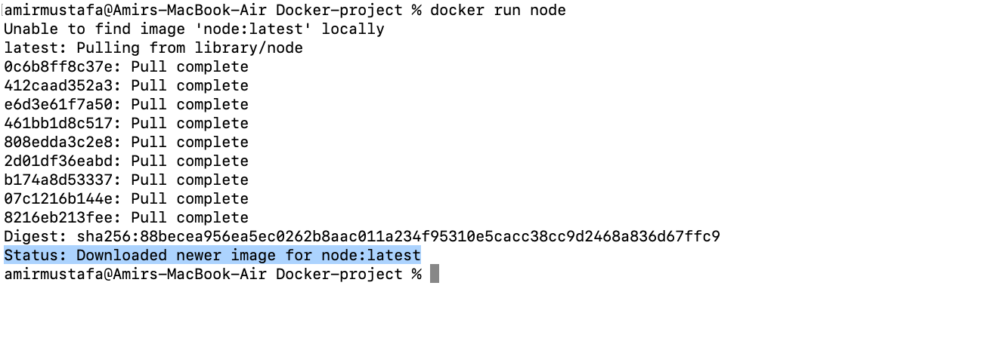 amirmustafa@Amirs-MacBook-Air Docker-project % docker run node
Unable to find image 'node:latest' locally
latest: Pulling from library/node
0c6b8ff8c37e: Pull complete
412caad352a3: Pull complete
e6d3e61f7a50: Pull complete
461bb1d8c517: Pull complete
808edda3c2e8: Pull complete
2d01df36eabd: Pull complete
b174a8d53337: Pull complete
07c1216b144e: Pull complete
8216eb213fee: Pull complete
Digest: sha256:88becea956ea5ec0262b8aac011a234f95310e5cacc38cc9d2468a836d67ffc9
Status: Downloaded newer image for node:latest
amirmustafa@Amirs-MacBook-Air Docker-project %